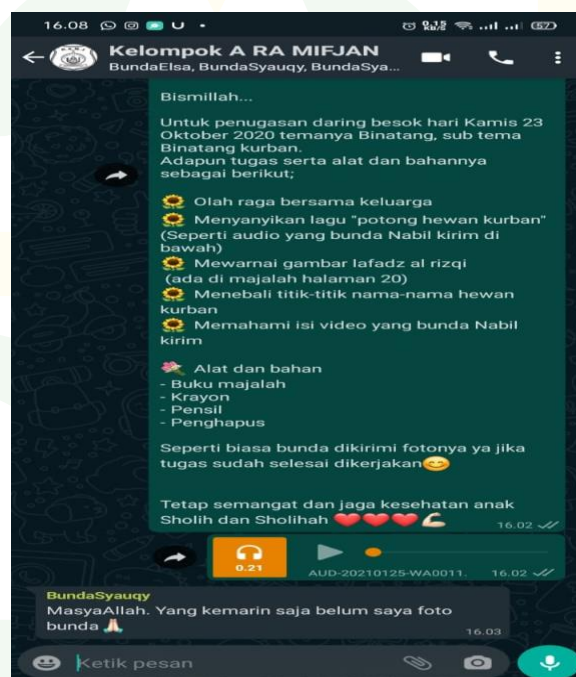 16.08
9,15 KB/S
57
Kelompok A RA MIFJAN
BundaElsa, BundaSyauqy, BundaSya...
Bismillah...
Untuk penugasan daring besok hari Kamis 23
Oktober 2020 temanya Binatang, sub tema
Binatang kurban.
Adapun tugas serta alat dan bahannya
sebagai berikut;
🌻 Olah raga bersama keluarga
🌻 Menyanyikan lagu "potong hewan kurban"
(Seperti audio yang bunda Nabil kirim di
bawah)
🌻 Mewarnai gambar lafadz al rizqi
(ada di majalah halaman 20)
🌻 Menebali titik-titik nama-nama hewan
kurban
🌻 Memahami isi video yang bunda Nabil
kirim
💐 Alat dan bahan
- Buku majalah
- Krayon
- Pensil
- Penghapus
Seperti biasa bunda dikirimi fotonya ya jika
tugas sudah selesai dikerjakan😊
Tetap semangat dan jaga kesehatan anak
Sholih dan Sholihah ❤️❤️❤️💪🏻
16.02
0.21
AUD-20210125-WA0011.
16.02
BundaSyauqy
MasyaAllah. Yang kemarin saja belum saya foto
bunda 🙏🏻
16.03
Ketik pesan